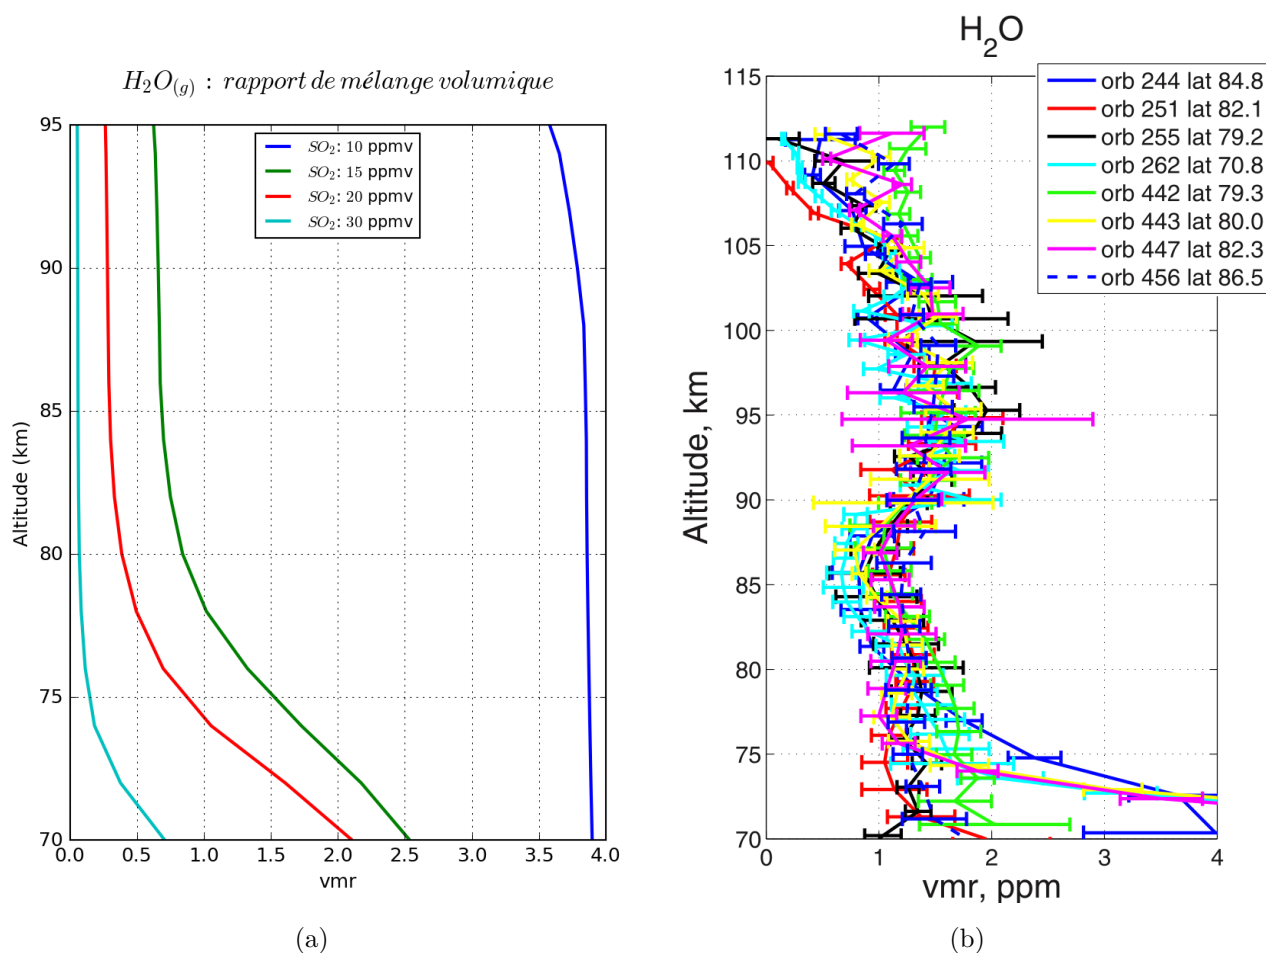 H₂O₍g₎ : rapport de mélange volumique
95
90
85
80
75
70
Altitude (km)
SO₂: 10 ppmv
SO₂: 15 ppmv
SO₂: 20 ppmv
SO₂: 30 ppmv
0.0 0.5 1.0 1.5 2.0 2.5 3.0 3.5 4.0
vmr
(a)
H₂O
115
110
105
100
95
90
85
80
75
70
Altitude, km
orb 244 lat 84.8
orb 251 lat 82.1
orb 255 lat 79.2
orb 262 lat 70.8
orb 442 lat 79.3
orb 443 lat 80.0
orb 447 lat 82.3
orb 456 lat 86.5
0 1 2 3 4
vmr, ppm
(b)